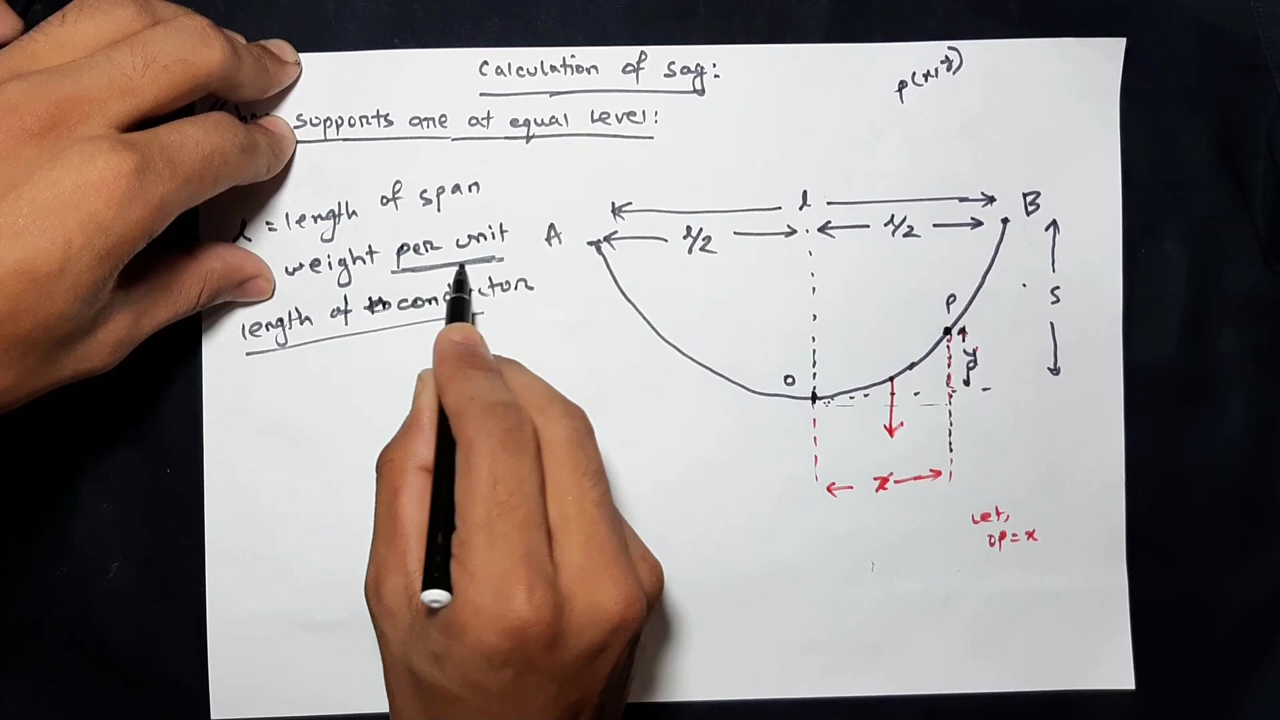 Calculation of sag:
P(x,y)
supports are at equal level:
l = length of span
weight per unit
length of conductor
l
B
A
l/2
l/2
S
P
y
O
x
Let,
OP = x